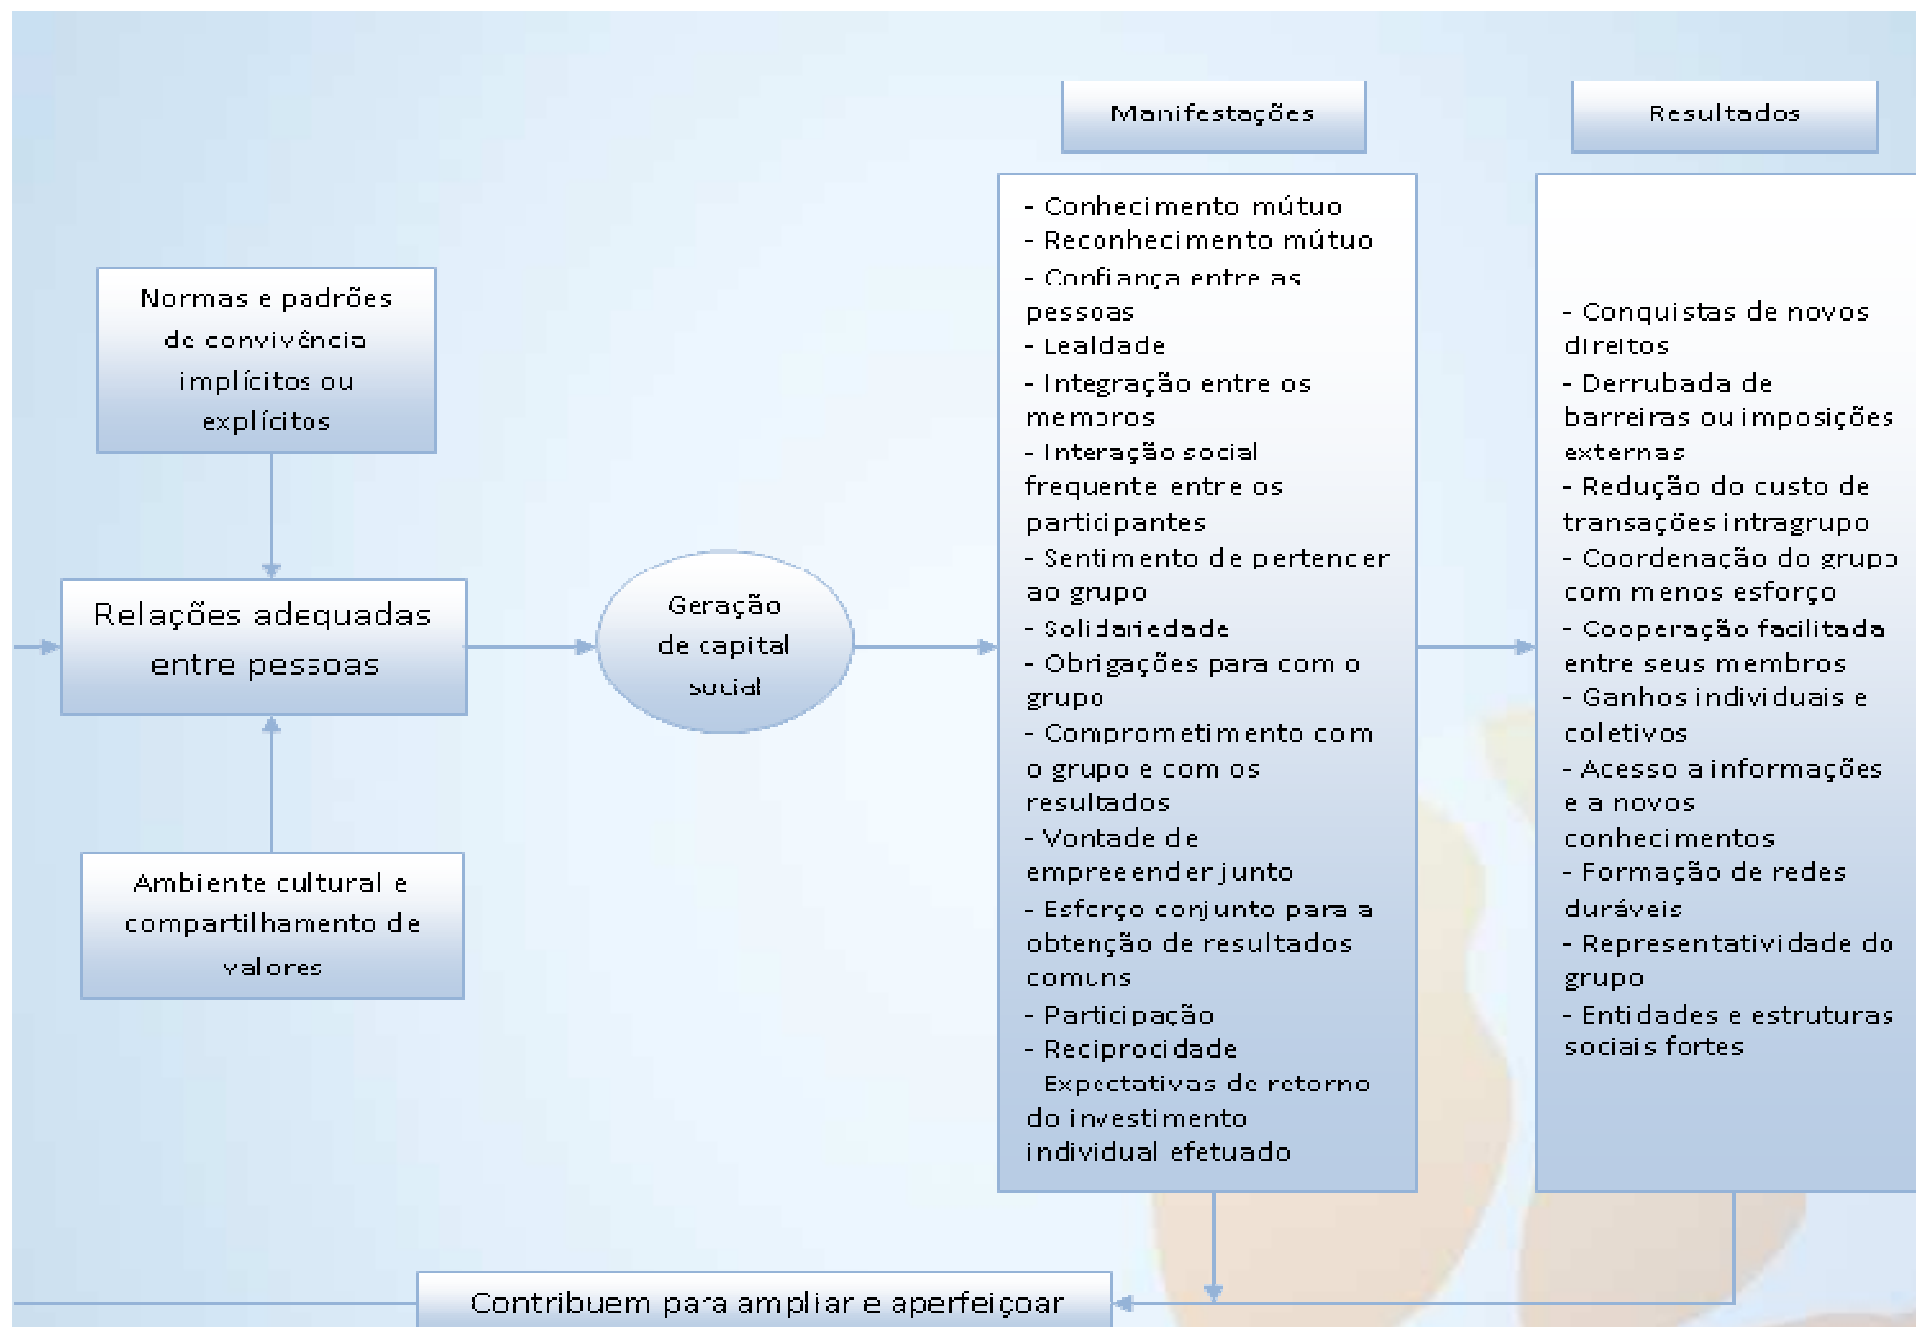 Manifestações
Resultados
Normas e padrões
de convivência
implícitos ou
explícitos
Relações adequadas
entre pessoas
Ambiente cultural e
compartilhamento de
valores
Geração
de capital
social
- Conhecimento mútuo
- Reconhecimento mútuo
- Confiança entre as
pessoas
- Lealdade
- Integração entre os
membros
- Interação social
frequente entre os
participantes
- Sentimento de pertencer
ao grupo
- Solidariedade
- Obrigações para com o
grupo
- Comprometimento com
o grupo e com os
resultados
- Vontade de
empreeender junto
- Esforço conjunto para a
obtenção de resultados
comuns
- Participação
- Reciprocidade
- Expectativas de retorno
do investimento
individual efetuado
- Conquistas de novos
direitos
- Derrubada de
barreiras ou imposições
externas
- Redução do custo de
transações intragrupo
- Coordenação do grupo
com menos esforço
- Cooperação facilitada
entre seus membros
- Ganhos individuais e
coletivos
- Acesso a informações
e a novos
conhecimentos
- Formação de redes
duráveis
- Representatividade do
grupo
- Entidades e estruturas
sociais fortes
Contribuem para ampliar e aperfeiçoar